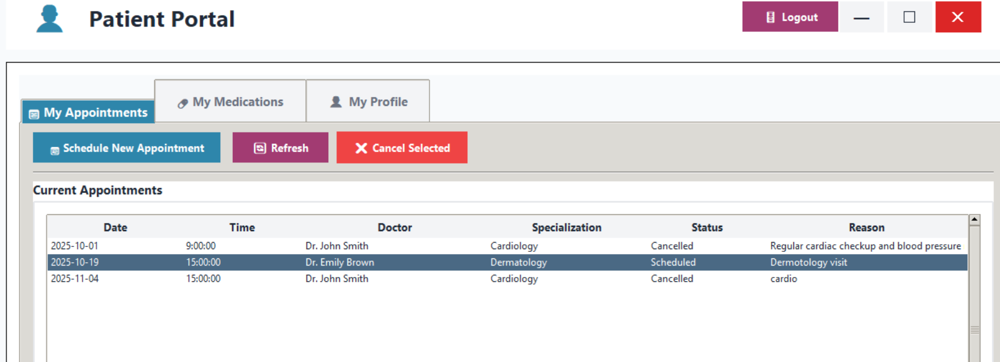 Patient Portal
Logout
My Appointments
My Medications
My Profile
Schedule New Appointment
Refresh
Cancel Selected
Current Appointments
Date Time Doctor Specialization Status Reason
2025-10-01 9:00:00 Dr. John Smith Cardiology Cancelled Regular cardiac checkup and blood pressure
2025-10-19 15:00:00 Dr. Emily Brown Dermatology Scheduled Dermotology visit
2025-11-04 15:00:00 Dr. John Smith Cardiology Cancelled cardio